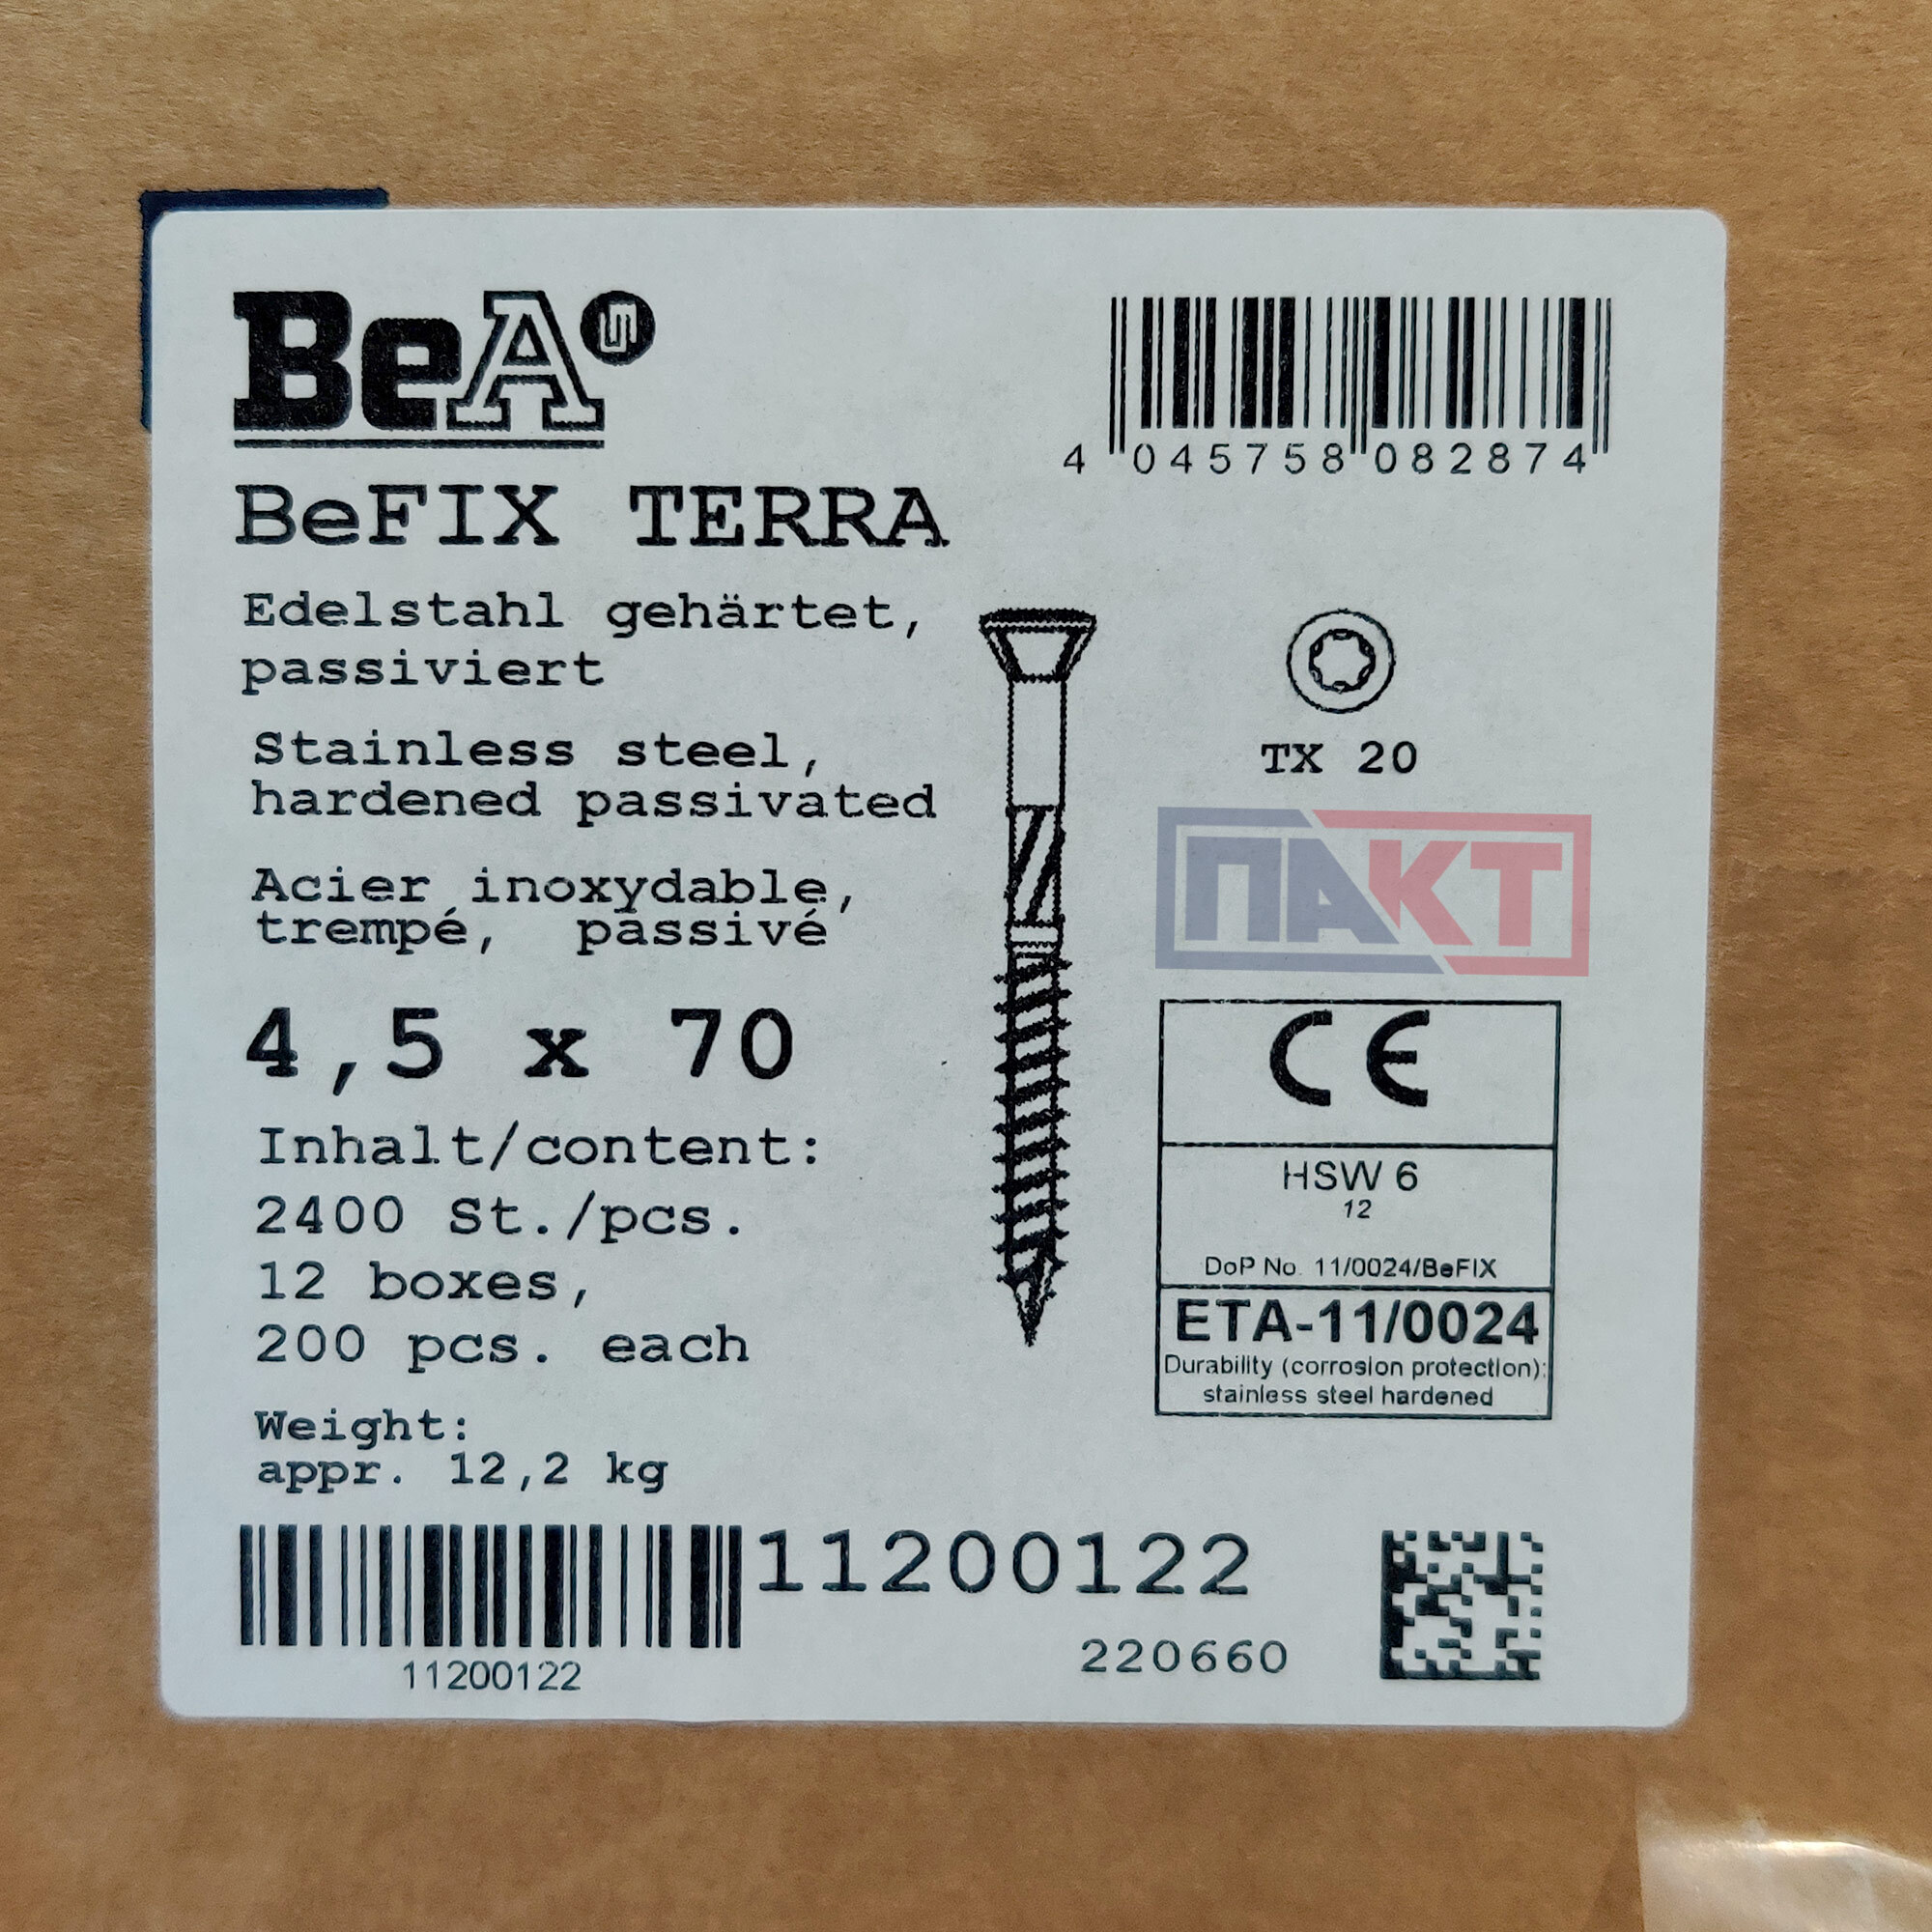 BeA
BeFIX TERRA
Edelstahl gehärtet,
passiviert
Stainless steel,
hardened passivated
Acier inoxydable,
trempé, passivé
4,5 x 70
Inhalt/content:
2400 St./pcs.
12 boxes,
200 pcs. each
Weight:
appr. 12,2 kg
11200122
11200122
220660
4 045758 082874
TX 20
ПАКТ
CE
HSW 6
12
DoP No. 11/0024/BeFIX
ETA-11/0024
Durability (corrosion protection):
stainless steel hardened